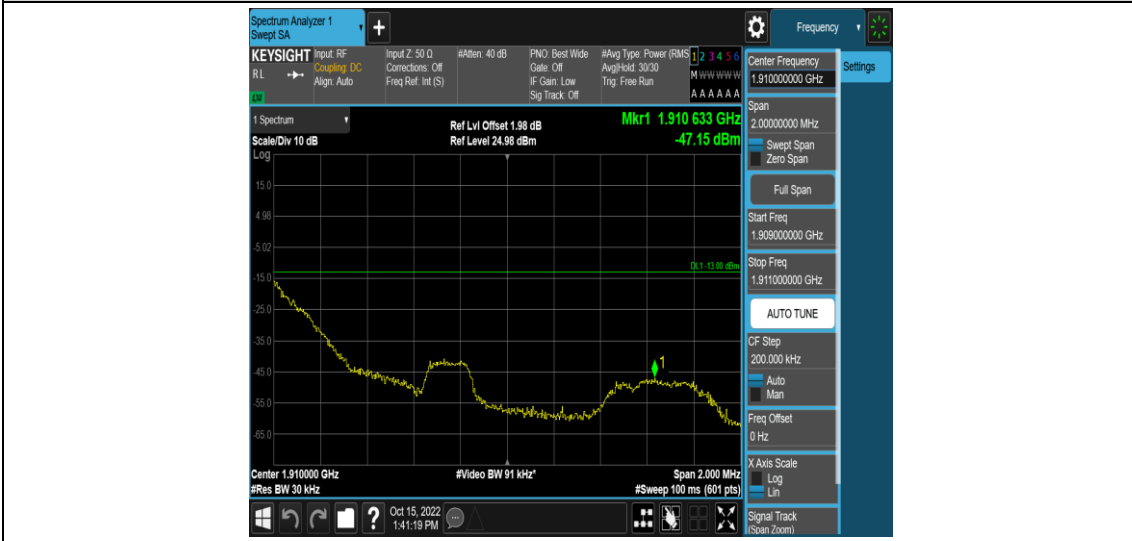 Spectrum Analyzer 1
Swept SA
+
Frequency
KEYSIGHT
RL
Input: RF
Coupling: DC
Align: Auto
Input Z: 50 Ω
Corrections: Off
Freq Ref: Int (S)
#Atten: 40 dB
PNO: Best Wide
Gate: Off
IF Gain: Low
Sig Track: Off
#Avg Type: Power (RMS
Avg|Hold: 30/30
Trig: Free Run
1 2 3 4 5 6
M W W W W W
A A A A A A
1 Spectrum
Scale/Div 10 dB
Log
Ref Lvl Offset 1.98 dB
Ref Level 24.98 dBm
Mkr1 1.910 633 GHz
-47.15 dBm
15.0
4.98
-5.02
DL1 -13.00 dBm
-15.0
-25.0
-35.0
-45.0
1
-55.0
-65.0
Center 1.910000 GHz
#Video BW 91 kHz*
Span 2.000 MHz
#Res BW 30 kHz
#Sweep 100 ms (601 pts)
?
Oct 15, 2022
1:41:19 PM
Center Frequency
1.910000000 GHz
Settings
Span
2.00000000 MHz
Swept Span
Zero Span
Full Span
Start Freq
1.909000000 GHz
Stop Freq
1.911000000 GHz
AUTO TUNE
CF Step
200.000 kHz
Auto
Man
Freq Offset
0 Hz
X Axis Scale
Log
Lin
Signal Track
(Span Zoom)